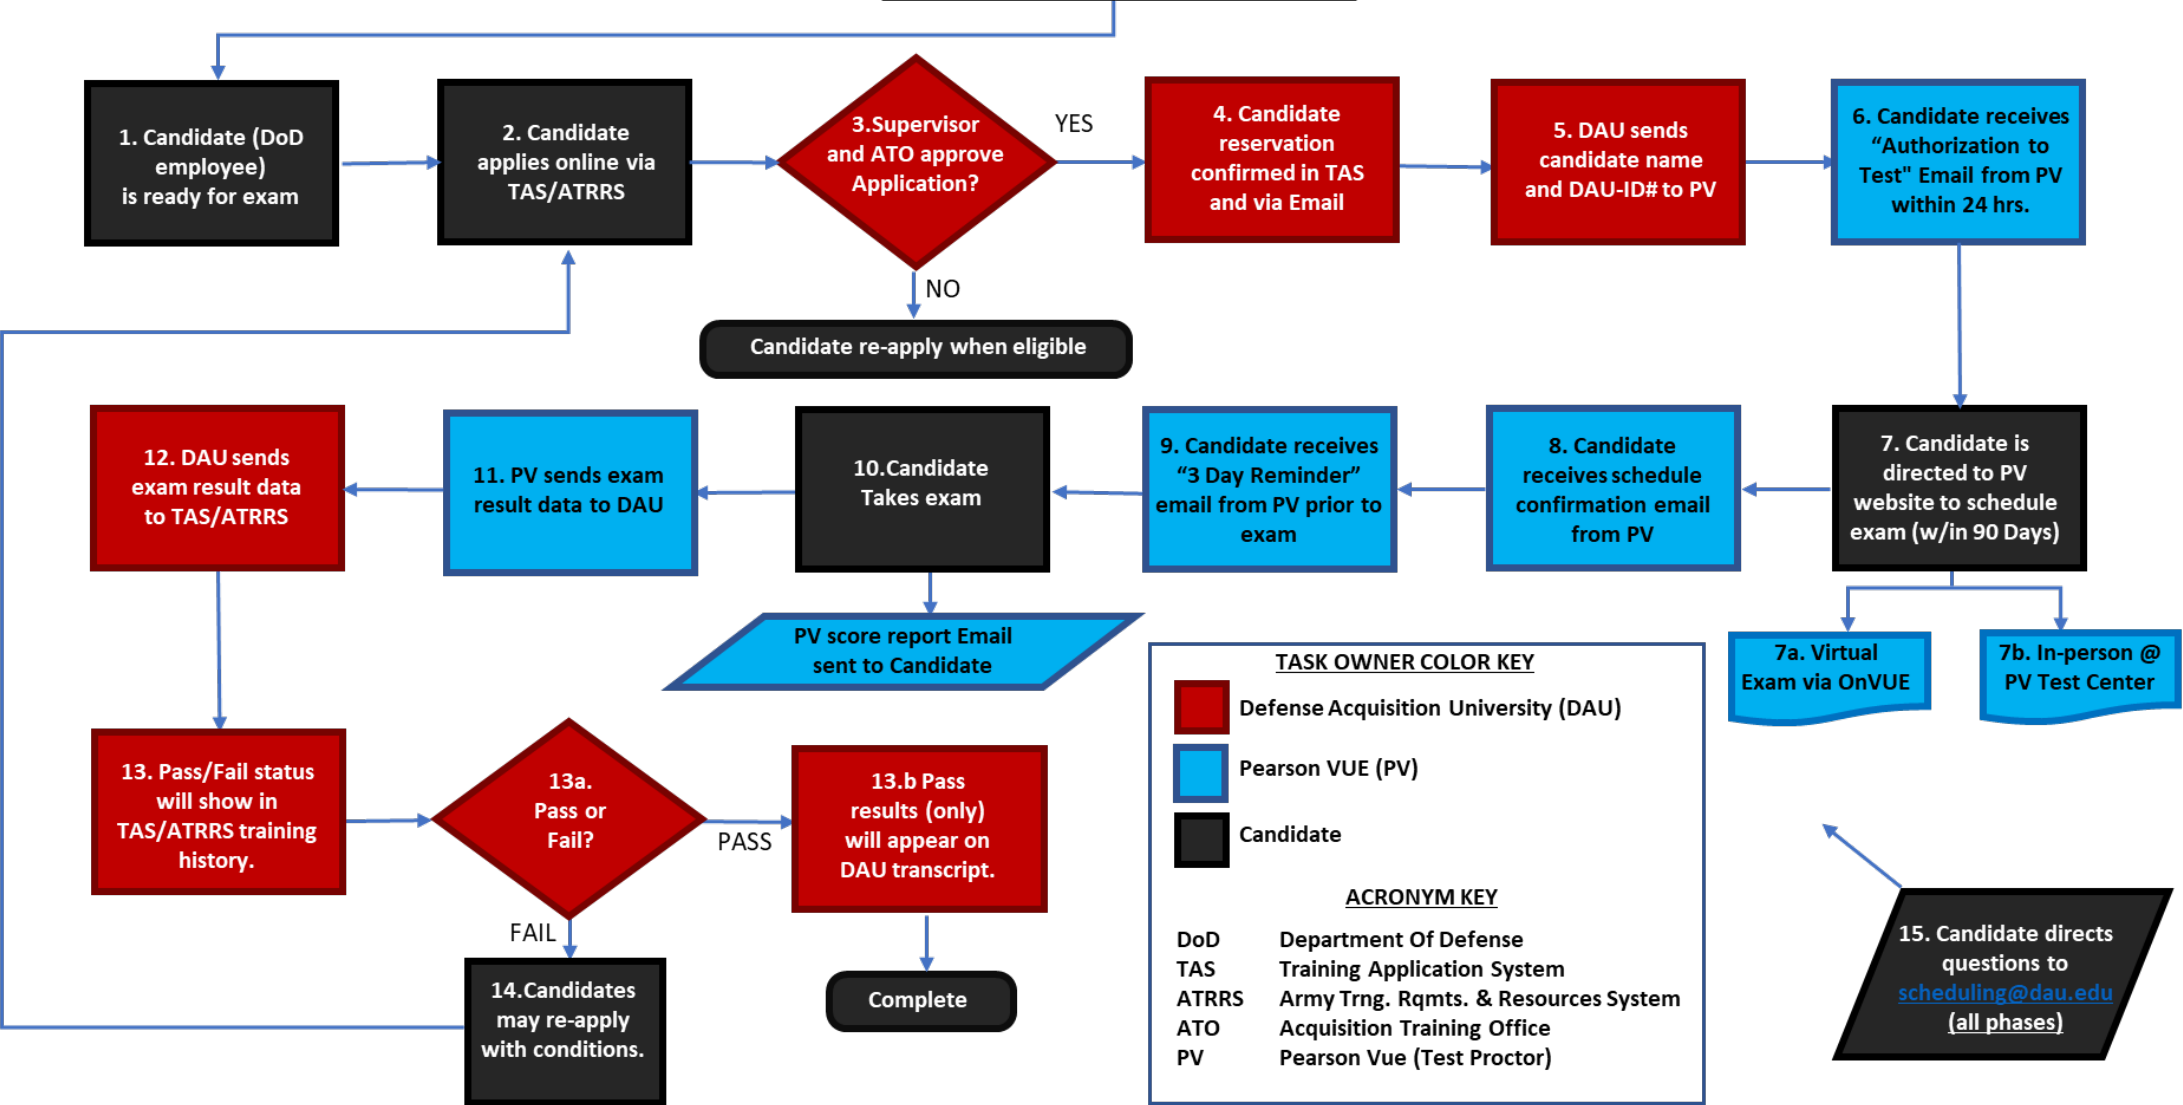 1. Candidate (DoD
employee)
is ready for exam
2. Candidate
applies online via
TAS/ATRRS
3.Supervisor
and ATO approve
Application?
YES
NO
Candidate re-apply when eligible
4. Candidate
reservation
confirmed in TAS
and via Email
5. DAU sends
candidate name
and DAU-ID# to PV
6. Candidate receives
“Authorization to
Test" Email from PV
within 24 hrs.
7. Candidate is
directed to PV
website to schedule
exam (w/in 90 Days)
7a. Virtual
Exam via OnVUE
7b. In-person @
PV Test Center
8. Candidate
receives schedule
confirmation email
from PV
9. Candidate receives
“3 Day Reminder”
email from PV prior to
exam
10.Candidate
Takes exam
PV score report Email
sent to Candidate
11. PV sends exam
result data to DAU
12. DAU sends
exam result data
to TAS/ATRRS
13. Pass/Fail status
will show in
TAS/ATRRS training
history.
13a.
Pass or
Fail?
PASS
FAIL
13.b Pass
results (only)
will appear on
DAU transcript.
Complete
14.Candidates
may re-apply
with conditions.
TASK OWNER COLOR KEY
Defense Acquisition University (DAU)
Pearson VUE (PV)
Candidate
ACRONYM KEY
DoD Department Of Defense
TAS Training Application System
ATRRS Army Trng. Rqmts. & Resources System
ATO Acquisition Training Office
PV Pearson Vue (Test Proctor)
15. Candidate directs
questions to
scheduling@dau.edu
(all phases)